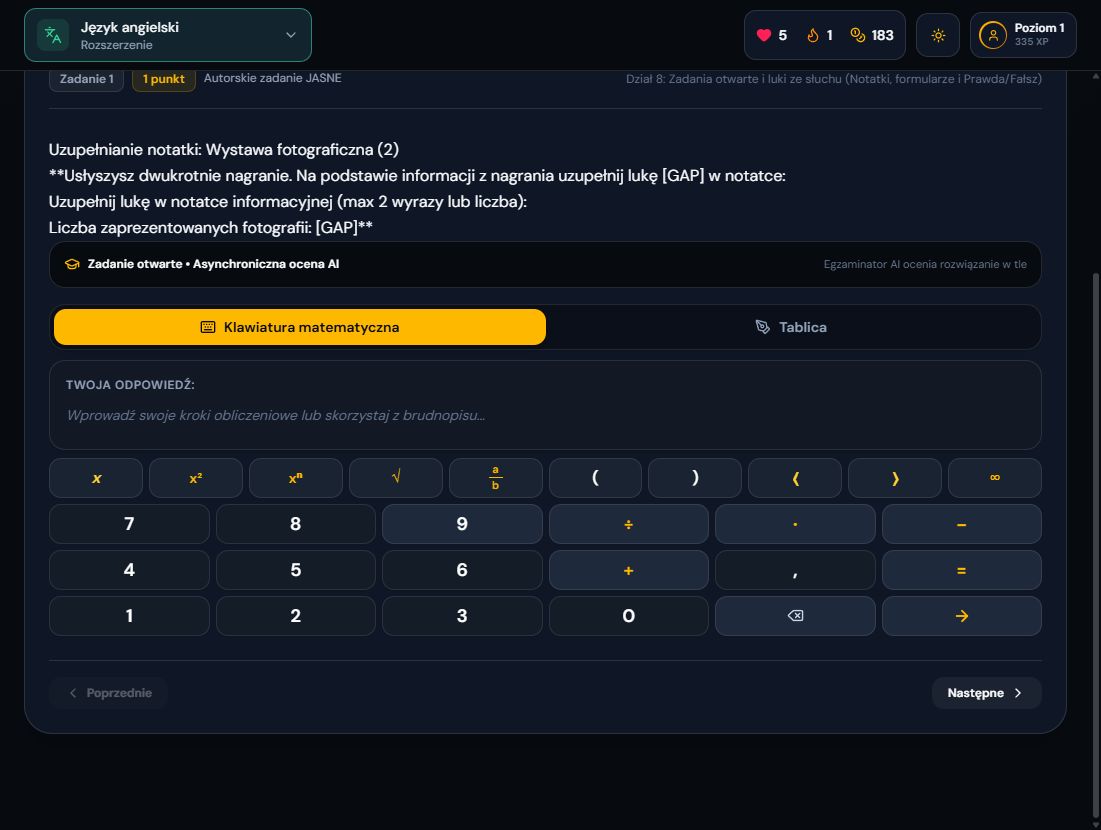 Język angielski
Rozszerzenie
5 1 183
Poziom 1
335 XP
Zadanie 1 1 punkt Autorskie zadanie JASNE Dział 8: Zadania otwarte i luki ze słuchu (Notatki, formularze i Prawda/Fałsz)
Uzupełnianie notatki: Wystawa fotograficzna (2)
**Usłyszysz dwukrotnie nagranie. Na podstawie informacji z nagrania uzupełnij lukę [GAP] w notatce:
Uzupełnij lukę w notatce informacyjnej (max 2 wyrazy lub liczba):
Liczba zaprezentowanych fotografii: [GAP]**
Zadanie otwarte • Asynchroniczna ocena AI Egzaminator AI ocenia rozwiązanie w tle
Klawiatura matematyczna Tablica
TWOJA ODPOWIEDŹ:
Wprowadź swoje kroki obliczeniowe lub skorzystaj z brudnopisu...
x x² xⁿ √ a/b ( ) ⟨ ⟩ ∞
7 8 9 ÷ · −
4 5 6 + , =
1 2 3 0 ⌫ →
Poprzednie Następne